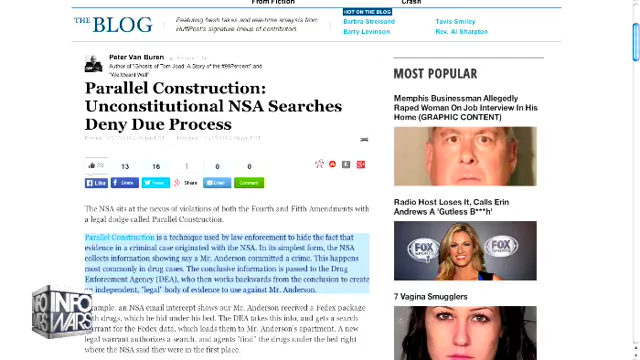 From Fiction
Crash
THE BLOG
Featuring fresh takes and real-time analysis from
HuffPost's signature lineup of contributors
HOT ON THE BLOG
Barbra Streisand
Tavis Smiley
Barry Levinson
Rev. Al Sharpton
Peter Van Buren
Author of "Ghosts of Tom Joad: A Story of the #99Percent" and
"We Meant Well"
Parallel Construction:
Unconstitutional NSA Searches
Deny Due Process
28
13
16
1
0
0
Like
Share
Tweet
Share
Email
Comment
The NSA sits at the nexus of violations of both the Fourth and Fifth Amendments with
a legal dodge called Parallel Construction.
Parallel Construction is a technique used by law enforcement to hide the fact that
evidence in a criminal case originated with the NSA. In its simplest form, the NSA
collects information showing say a Mr. Anderson committed a crime. This happens
most commonly in drug cases. The conclusive information is passed to the Drug
Enforcement Agency (DEA), who then works backwards from the conclusion to create
an independent, "legal" body of evidence to use against Mr. Anderson.
Example: an NSA email intercept shows our Mr. Anderson received a Fedex package
in drugs, which he hid under his bed. The DEA takes this info, and gets a search
warrant for the Fedex data, which leads them to Mr. Anderson's apartment. A new
legal warrant authorizes a search, and agents "find" the drugs under the bed right
where the NSA said they were in the first place.
MOST POPULAR
Memphis Businessman Allegedly
Raped Woman On Job Interview In His
Home (GRAPHIC CONTENT)
Radio Host Loses It, Calls Erin
Andrews A 'Gutless B***h'
FOX
SPORTS
FOX
SPORTS
7 Vagina Smugglers
INFO
WARS